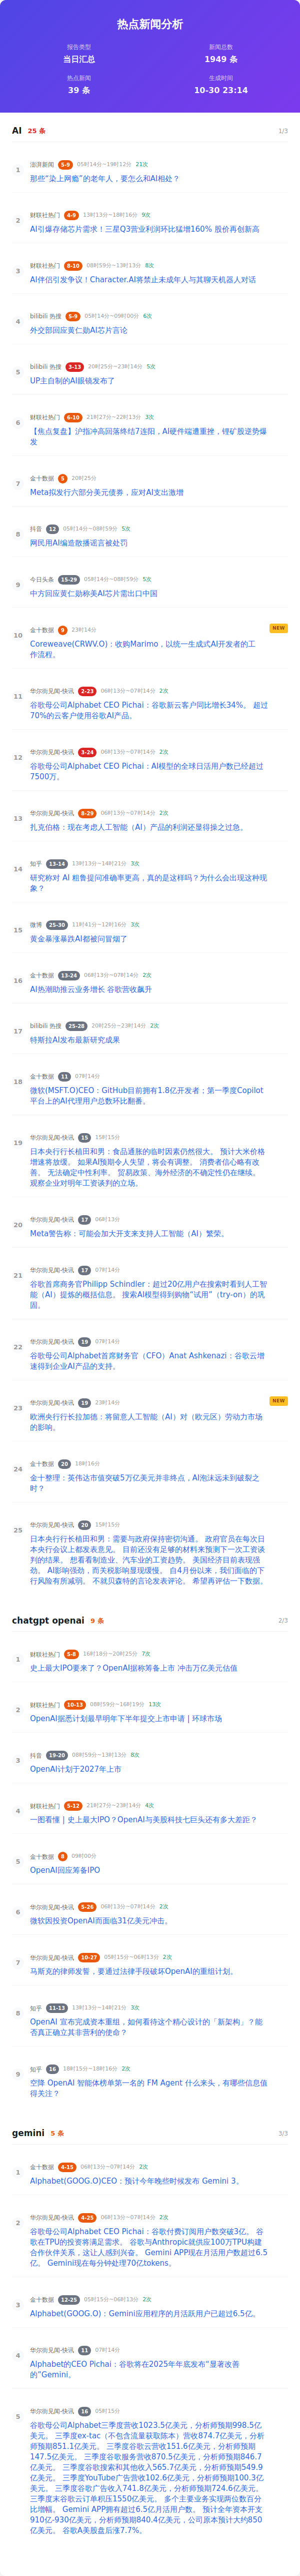 热点新闻分析
报告类型
当日汇总
新闻总数
1949 条
热点新闻
39 条
生成时间
10-30 23:14
AI 25 条 1/3
1 澎湃新闻 5-9 05时14分~19时12分 21次
那些“染上网瘾”的老年人，要怎么和AI相处？
2 财联社热门 4-9 13时13分~18时16分 9次
AI引爆存储芯片需求！三星Q3营业利润环比猛增160% 股价再创新高
3 财联社热门 8-10 08时59分~13时13分 8次
AI伴侣引发争议！Character.AI将禁止未成年人与其聊天机器人对话
4 bilibili 热搜 5-9 05时14分~09时00分 6次
外交部回应黄仁勋AI芯片言论
5 bilibili 热搜 3-13 20时25分~23时14分 5次
UP主自制的AI眼镜发布了
6 财联社热门 6-10 21时27分~22时13分 3次
【焦点复盘】沪指冲高回落终结7连阳，AI硬件端遭重挫，锂矿股逆势爆
发
7 金十数据 5 20时25分
Meta拟发行六部分美元债券，应对AI支出激增
8 抖音 12 05时14分~08时59分 5次
网民用AI编造散播谣言被处罚
9 今日头条 15-29 05时14分~08时59分 5次
中方回应黄仁勋称美AI芯片需出口中国
10 金十数据 9 23时14分 NEW
Coreweave(CRWV.O)：收购Marimo，以统一生成式AI开发者的工
作流程。
11 华尔街见闻-快讯 2-23 06时13分~07时14分 2次
谷歌母公司Alphabet CEO Pichai：谷歌新云客户同比增长34%。 超过
70%的云客户使用谷歌AI产品。
12 华尔街见闻-快讯 3-24 06时13分~07时14分 2次
谷歌母公司Alphabet CEO Pichai：AI模型的全球日活用户数已经超过
7500万。
13 华尔街见闻-快讯 8-29 06时13分~07时14分 2次
扎克伯格：现在考虑人工智能（AI）产品的利润还显得操之过急。
14 知乎 13-14 13时13分~14时21分 3次
研究称对 AI 粗鲁提问准确率更高，真的是这样吗？为什么会出现这种现
象？
15 微博 25-30 11时41分~12时16分 3次
黄金暴涨暴跌AI都被问冒烟了
16 金十数据 13-24 06时13分~07时14分 2次
AI热潮助推云业务增长 谷歌营收飙升
17 bilibili 热搜 25-28 20时25分~23时14分 2次
特斯拉AI发布最新研究成果
18 金十数据 11 07时14分
微软(MSFT.O)CEO：GitHub目前拥有1.8亿开发者；第一季度Copilot
平台上的AI代理用户总数环比翻番。
19 华尔街见闻-快讯 15 15时15分
日本央行行长植田和男：食品通胀的临时因素仍然很大。 预计大米价格
增速将放缓。 如果AI预期令人失望，将会有调整。 消费者信心略有改
善。 无法确定中性利率。 贸易政策、海外经济的不确定性仍在继续。
观察企业对明年工资谈判的立场。
20 华尔街见闻-快讯 17 06时13分
Meta警告称：可能会加大开支来支持人工智能（AI）繁荣。
21 华尔街见闻-快讯 17 07时14分
谷歌首席商务官Philipp Schindler：超过20亿用户在搜索时看到人工智
能（AI）提炼的概括信息。 搜索AI模型得到购物“试用”（try-on）的巩
固。
22 华尔街见闻-快讯 19 07时14分
谷歌母公司Alphabet首席财务官（CFO）Anat Ashkenazi：谷歌云增
速得到企业AI产品的支持。
23 华尔街见闻-快讯 19 23时14分 NEW
欧洲央行行长拉加德：将留意人工智能（AI）对（欧元区）劳动力市场
的影响。
24 金十数据 20 18时16分
金十整理：英伟达市值突破5万亿美元并非终点，AI泡沫远未到破裂之
时？
25 华尔街见闻-快讯 20 15时15分
日本央行行长植田和男：需要与政府保持密切沟通。 政府官员在每次日
本央行会议上都发表意见。 目前还没有足够的材料来预测下一次工资谈
判的结果。 想看看制造业、汽车业的工资趋势。 美国经济目前表现强
劲。 AI影响强劲，而关税影响显现缓慢。 自4月份以来，我们面临的下
行风险有所减弱。 不就贝森特的言论发表评论。 希望再评估一下数据。
chatgpt openai 9 条 2/3
1 财联社热门 5-8 16时19分~20时25分 7次
史上最大IPO要来了？OpenAI据称筹备上市 冲击万亿美元估值
2 财联社热门 10-13 08时59分~16时19分 13次
OpenAI据悉计划最早明年下半年提交上市申请 | 环球市场
3 抖音 19-20 08时59分~13时13分 8次
OpenAI计划于2027年上市
4 财联社热门 5-12 21时27分~23时14分 4次
一图看懂 | 史上最大IPO？OpenAI与美股科技七巨头还有多大差距？
5 金十数据 8 09时00分
OpenAI回应筹备IPO
6 华尔街见闻-快讯 5-26 06时13分~07时14分 2次
微软因投资OpenAI而面临31亿美元冲击。
7 华尔街见闻-快讯 10-27 05时15分~06时13分 2次
马斯克的律师发誓，要通过法律手段破坏OpenAI的重组计划。
8 知乎 11-13 13时13分~14时21分 3次
OpenAI 宣布完成资本重组，如何看待这个精心设计的「新架构」？能
否真正确立其非营利的使命？
9 知乎 16 18时15分~18时16分 2次
空降 OpenAI 智能体榜单第一名的 FM Agent 什么来头，有哪些信息值
得关注？
gemini 5 条 3/3
1 金十数据 4-15 06时13分~07时14分 2次
Alphabet(GOOG.O)CEO：预计今年晚些时候发布 Gemini 3。
2 华尔街见闻-快讯 4-25 06时13分~07时14分 2次
谷歌母公司Alphabet CEO Pichai：谷歌付费订阅用户数突破3亿。 谷
歌在TPU的投资将满足需求。 谷歌与Anthropic就供应100万TPU构建
合作伙伴关系，这让人感到兴奋。 Gemini APP现在月活用户数超过6.5
亿。 Gemini现在每分钟处理70亿tokens。
3 金十数据 12-25 05时15分~06时13分 2次
Alphabet(GOOG.O)：Gemini应用程序的月活跃用户已超过6.5亿。
4 华尔街见闻-快讯 11 07时14分
Alphabet的CEO Pichai：谷歌将在2025年年底发布“显著改善
的”Gemini。
5 华尔街见闻-快讯 16 05时15分
谷歌母公司Alphabet三季度营收1023.5亿美元，分析师预期998.5亿
美元。 三季度ex-tac（不包含流量获取陈本）营收874.7亿美元，分析
师预期851.1亿美元。 三季度谷歌云营收151.6亿美元，分析师预期
147.5亿美元。 三季度谷歌服务营收870.5亿美元，分析师预期846.7
亿美元。 三季度谷歌搜索和其他收入565.7亿美元，分析师预期549.9
亿美元。 三季度YouTube广告营收102.6亿美元，分析师预期100.3亿
美元。 三季度谷歌广告收入741.8亿美元，分析师预期724.6亿美元。
三季度末谷歌云订单积压1550亿美元。 多个主要业务实现两位数百分
比增幅。 Gemini APP拥有超过6.5亿月活用户数。 预计全年资本开支
910亿-930亿美元，分析师预期840.4亿美元，公司原本预计大约850
亿美元。 谷歌A美股盘后涨7.7%。